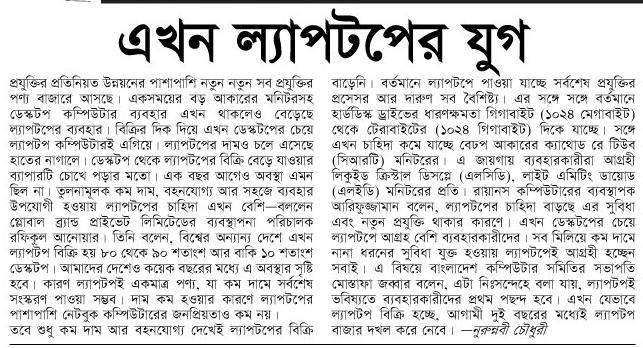 এখন ল্যাপটপের যুগ
প্রযুক্তির প্রতিনিয়ত উন্নয়নের পাশাপাশি নতুন নতুন সব প্রযুক্তির
পণ্য বাজারে আসছে। একসময়ের বড় আকারের মনিটরসহ
ডেস্কটপ কম্পিউটার ব্যবহার এখন থাকলেও বেড়েছে
ল্যাপটপের ব্যবহার। বিক্রির দিক দিয়ে এখন ডেস্কটপের চেয়ে
ল্যাপটপ কম্পিউটারই এগিয়ে। ল্যাপটপের দামও চলে এসেছে
হাতের নাগালে। ডেস্কটপ থেকে ল্যাপটপের বিক্রি বেড়ে যাওয়ার
ব্যাপারটি চোখে পড়ার মতো। এক বছর আগেও অবস্থা এমন
ছিল না। তুলনামূলক কম দাম, বহনযোগ্য আর সহজে ব্যবহার
উপযোগী হওয়ায় ল্যাপটপের চাহিদা এখন বেশি—বললেন
গ্লোবাল ব্র্যান্ড প্রাইভেট লিমিটেডের ব্যবস্থাপনা পরিচালক
রফিকুল আনোয়ার। তিনি বলেন, বিশ্বের অন্যান্য দেশে এখন
ল্যাপটপ বিক্রি হয় ৮০ থেকে ৯০ শতাংশ আর বাকি ১০ শতাংশ
ডেস্কটপ। আমাদের দেশেও কয়েক বছরের মধ্যে এ অবস্থার সৃষ্টি
হবে। কারণ ল্যাপটপই একমাত্র পণ্য, যা কম দামে সর্বশেষ
সংস্করণ পাওয়া সম্ভব। দাম কম হওয়ার কারণে ল্যাপটপের
পাশাপাশি নেটবুক কম্পিউটারের জনপ্রিয়তাও কম নয়।
তবে শুধু কম দাম আর বহনযোগ্য দেখেই ল্যাপটপের বিক্রি
বাড়েনি। বর্তমানে ল্যাপটপে পাওয়া যাচ্ছে সর্বশেষ প্রযুক্তির
প্রসেসর আর দারুণ সব বৈশিষ্ট্য। এর সঙ্গে সঙ্গে বর্তমানে
হার্ডডিস্ক ড্রাইভের ধারণক্ষমতা গিগাবাইট (১০২৪ মেগাবাইট)
থেকে টেরাবাইটের (১০২৪ গিগাবাইট) দিকে যাচ্ছে। সঙ্গে
এখন চাহিদা কমে যাচ্ছে বেঢপ আকারের ক্যাথোড রে টিউব
(সিআরটি) মনিটরের। এ জায়গায় ব্যবহারকারীরা আগ্রহী
লিকুইড ক্রিস্টাল ডিসপ্লে (এলসিডি), লাইট এমিটিং ডায়োড
(এলইডি) মনিটরের প্রতি। রায়ানস কম্পিউটারের ব্যবস্থাপক
আরিফুজ্জামান বলেন, ল্যাপটপের চাহিদা বাড়ছে এর সুবিধা
এবং নতুন প্রযুক্তি থাকার কারণে। এখন ডেস্কটপের চেয়ে
ল্যাপটপে আগ্রহ বেশি ব্যবহারকারীদের। সব মিলিয়ে কম দামে
নানা ধরনের সুবিধা যুক্ত হওয়ায় ল্যাপটপেই আগ্রহী হচ্ছেন
সবাই। এ বিষয়ে বাংলাদেশ কম্পিউটার সমিতির সভাপতি
মোস্তাফা জব্বার বলেন, এটা নিঃসন্দেহে বলা যায়, ল্যাপটপই
ভবিষ্যতে ব্যবহারকারীদের প্রথম পছন্দ হবে। এখন যেভাবে
ল্যাপটপ বিক্রি হচ্ছে, আগামী দুই বছরের মধ্যেই ল্যাপটপ
বাজার দখল করে নেবে। —নুরুন্নবী চৌধুরী